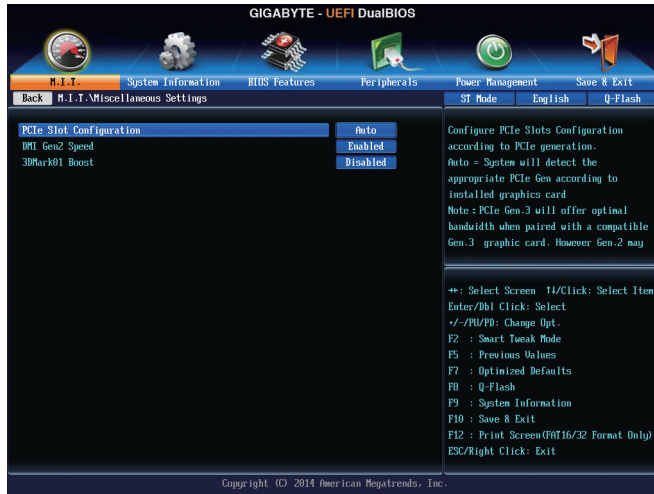 GIGABYTE - UEFI DualBIOS
M.I.T. System Information BIOS Features Peripherals Power Management Save & Exit
Back M.I.T.\Miscellaneous Settings ST Mode English Q-Flash
PCIe Slot Configuration Auto
DMI Gen2 Speed Enabled
3DMark01 Boost Disabled
Configure PCIe Slots Configuration
according to PCIe generation.
Auto = System will detect the
appropriate PCIe Gen according to
installed graphics card
Note : PCIe Gen.3 will offer optimal
bandwidth when paired with a compatible
Gen.3 graphic card. However Gen.2 may
→←: Select Screen ↑↓/Click: Select Item
Enter/Dbl Click: Select
+/-/PU/PD: Change Opt.
F2 : Smart Tweak Mode
F5 : Previous Values
F7 : Optimized Defaults
F8 : Q-Flash
F9 : System Information
F10 : Save & Exit
F12 : Print Screen(FAT16/32 Format Only)
ESC/Right Click: Exit
Copyright (C) 2014 American Megatrends, Inc.